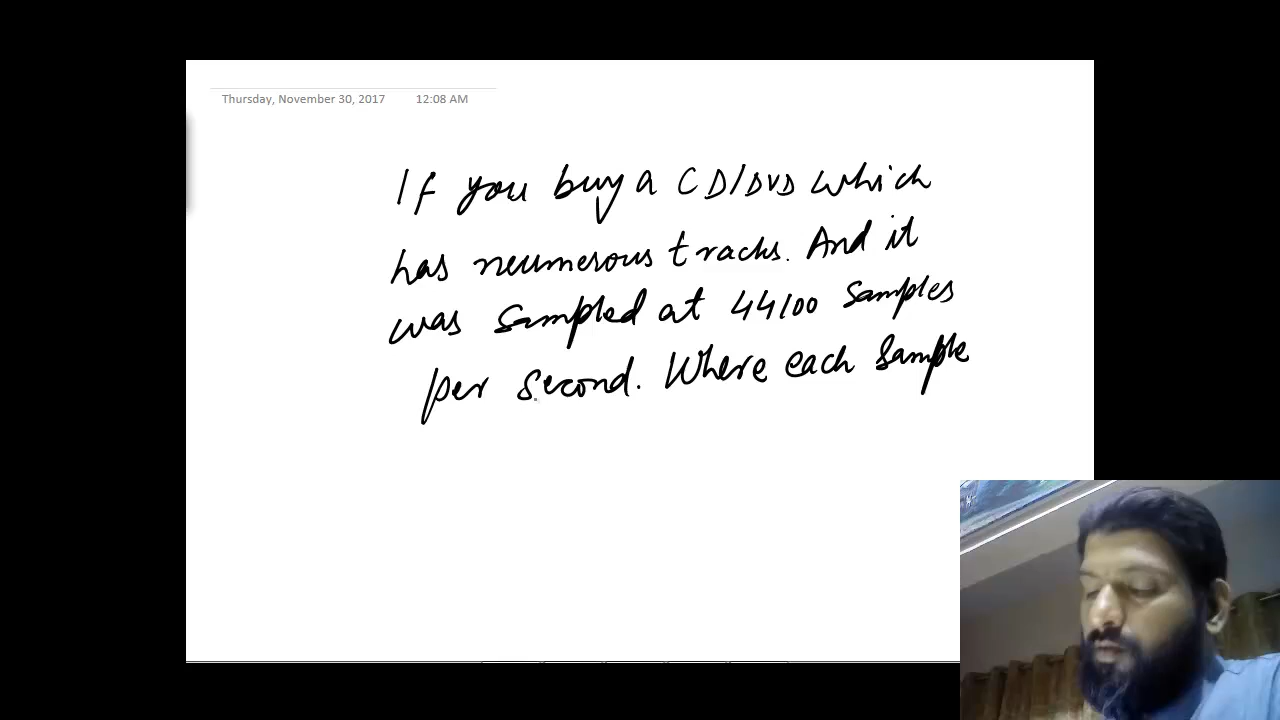 Thursday, November 30, 2017 12:08 AM
If you buy a CD/DVD which
has neumerous tracks. And it
was sampled at 44100 samples
per second. Where each sample